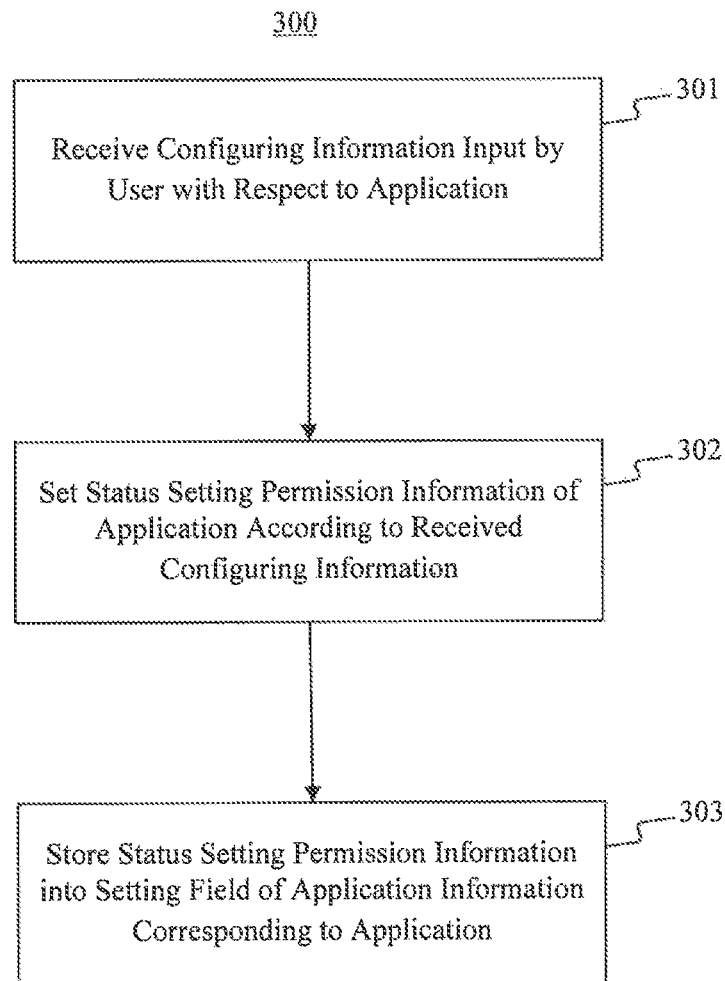 300
301
Receive Configuring Information Input by
User with Respect to Application
302
Set Status Setting Permission Information of
Application According to Received
Configuring Information
303
Store Status Setting Permission Information
into Setting Field of Application Information
Corresponding to Application